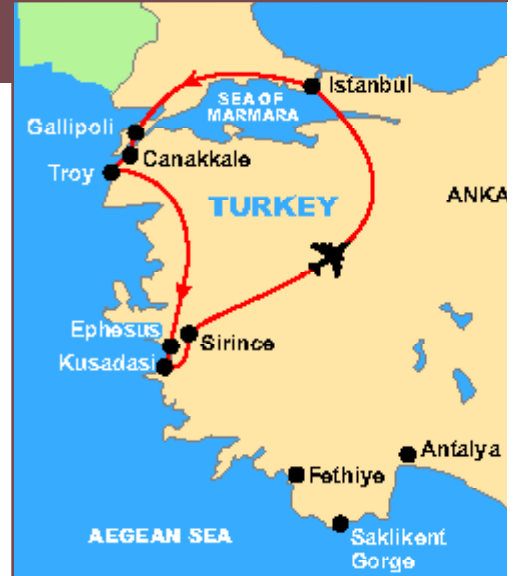 Istanbul
SEA OF
MARMARA
Gallipoli
Canakkale
Troy
TURKEY
ANKA
Ephesus
Sirince
Kusadasi
Antalya
Fethiye
AEGEAN SEA
Saklikent
Gorge